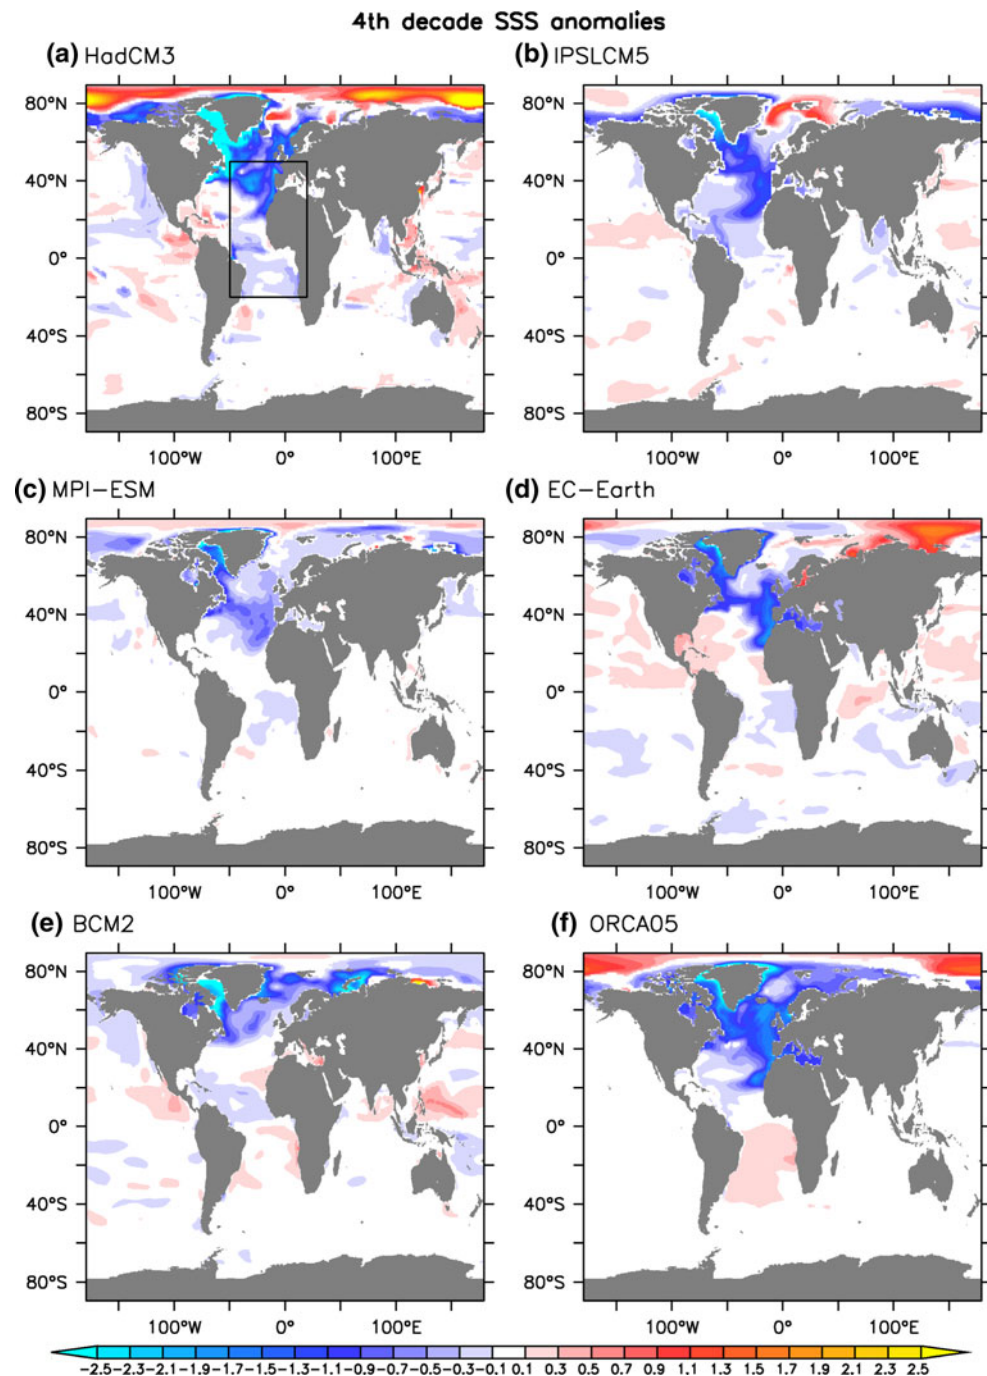 4th decade SSS anomalies
(a) HadCM3
(b) IPSLCM5
80°N
40°N
0°
40°S
80°S
100°W 0° 100°E
80°N
40°N
0°
40°S
80°S
100°W 0° 100°E
(c) MPI-ESM
(d) EC-Earth
80°N
40°N
0°
40°S
80°S
100°W 0° 100°E
80°N
40°N
0°
40°S
80°S
100°W 0° 100°E
(e) BCM2
(f) ORCA05
80°N
40°N
0°
40°S
80°S
100°W 0° 100°E
80°N
40°N
0°
40°S
80°S
100°W 0° 100°E
-2.5 -2.3 -2.1 -1.9 -1.7 -1.5 -1.3 -1.1 -0.9 -0.7 -0.5 -0.3 -0.1 0.1 0.3 0.5 0.7 0.9 1.1 1.3 1.5 1.7 1.9 2.1 2.3 2.5